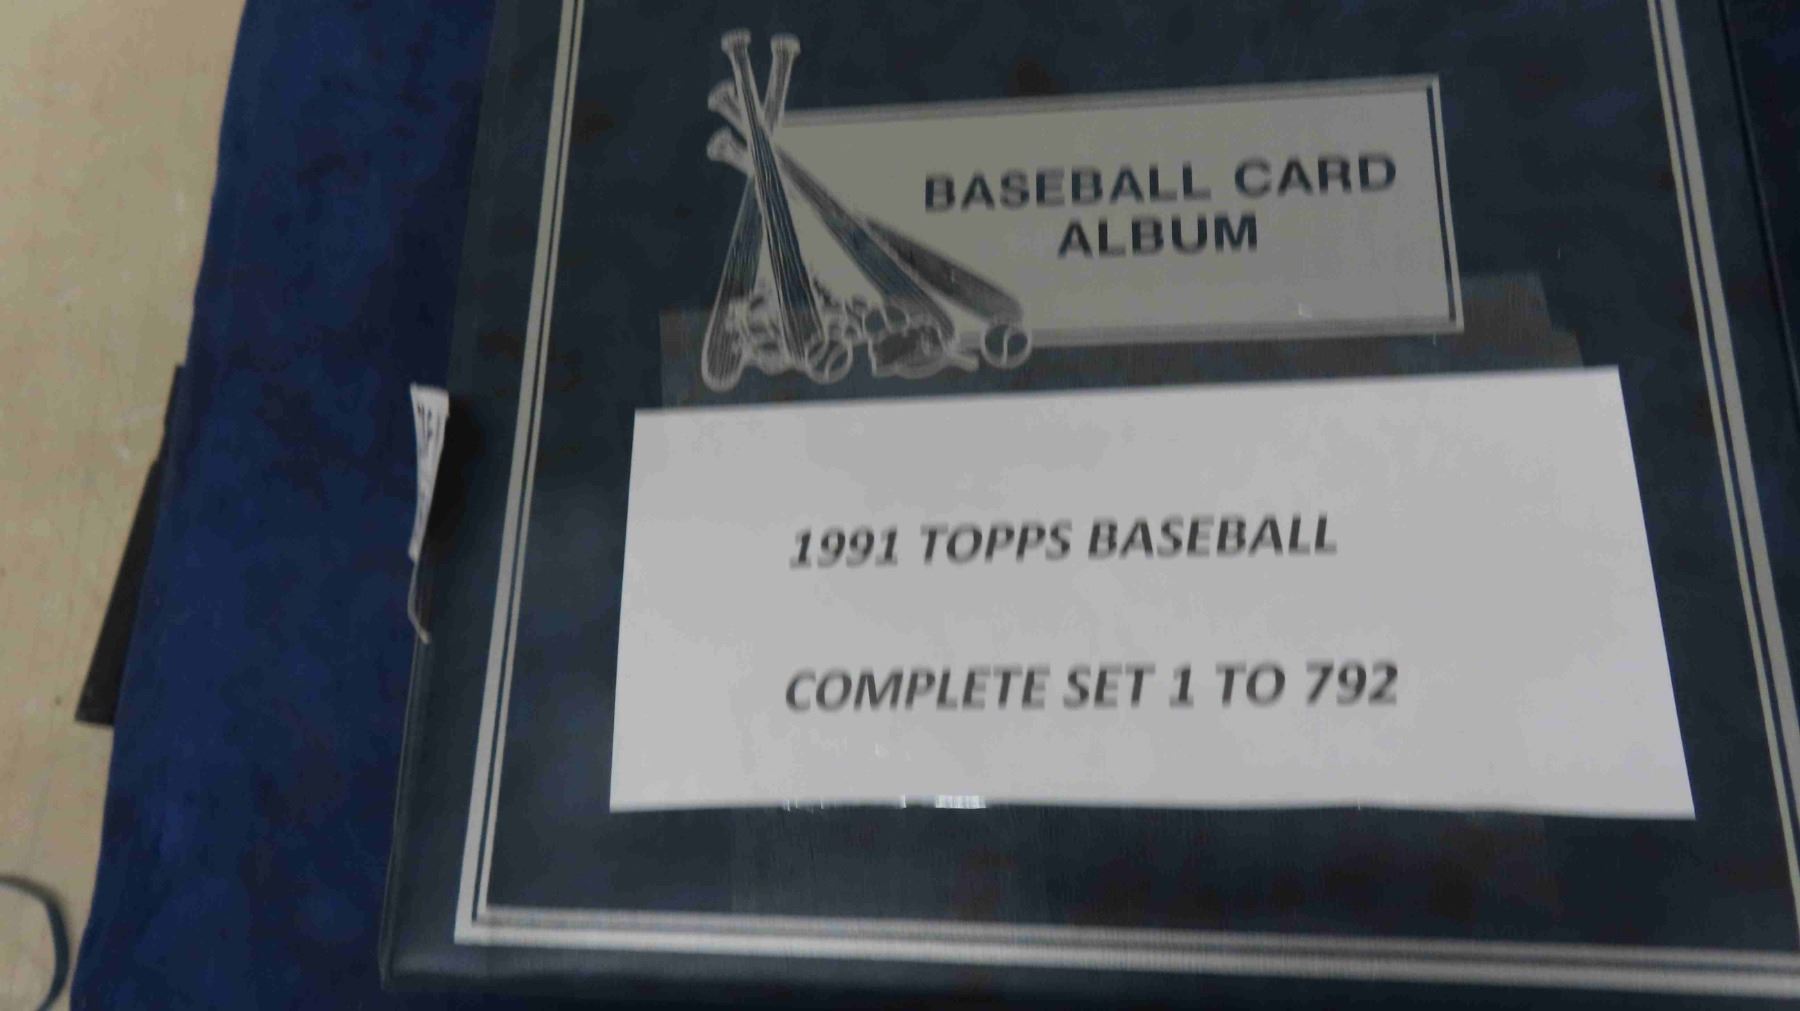 BASEBALL CARD
ALBUM
1991 TOPPS BASEBALL
COMPLETE SET 1 TO 792